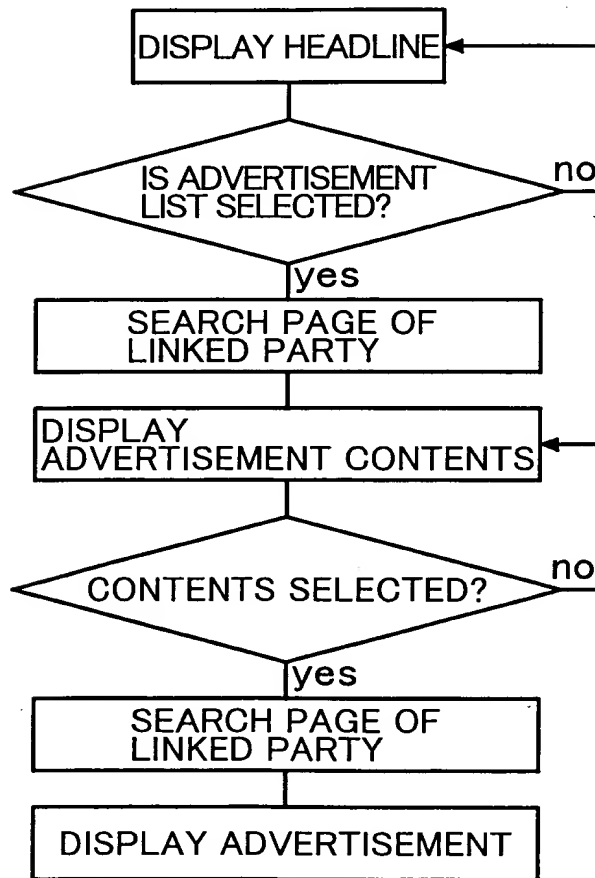 DISPLAY HEADLINE
IS ADVERTISEMENT
LIST SELECTED?
no
yes
SEARCH PAGE OF
LINKED PARTY
DISPLAY
ADVERTISEMENT CONTENTS
CONTENTS SELECTED?
no
yes
SEARCH PAGE OF
LINKED PARTY
DISPLAY ADVERTISEMENT